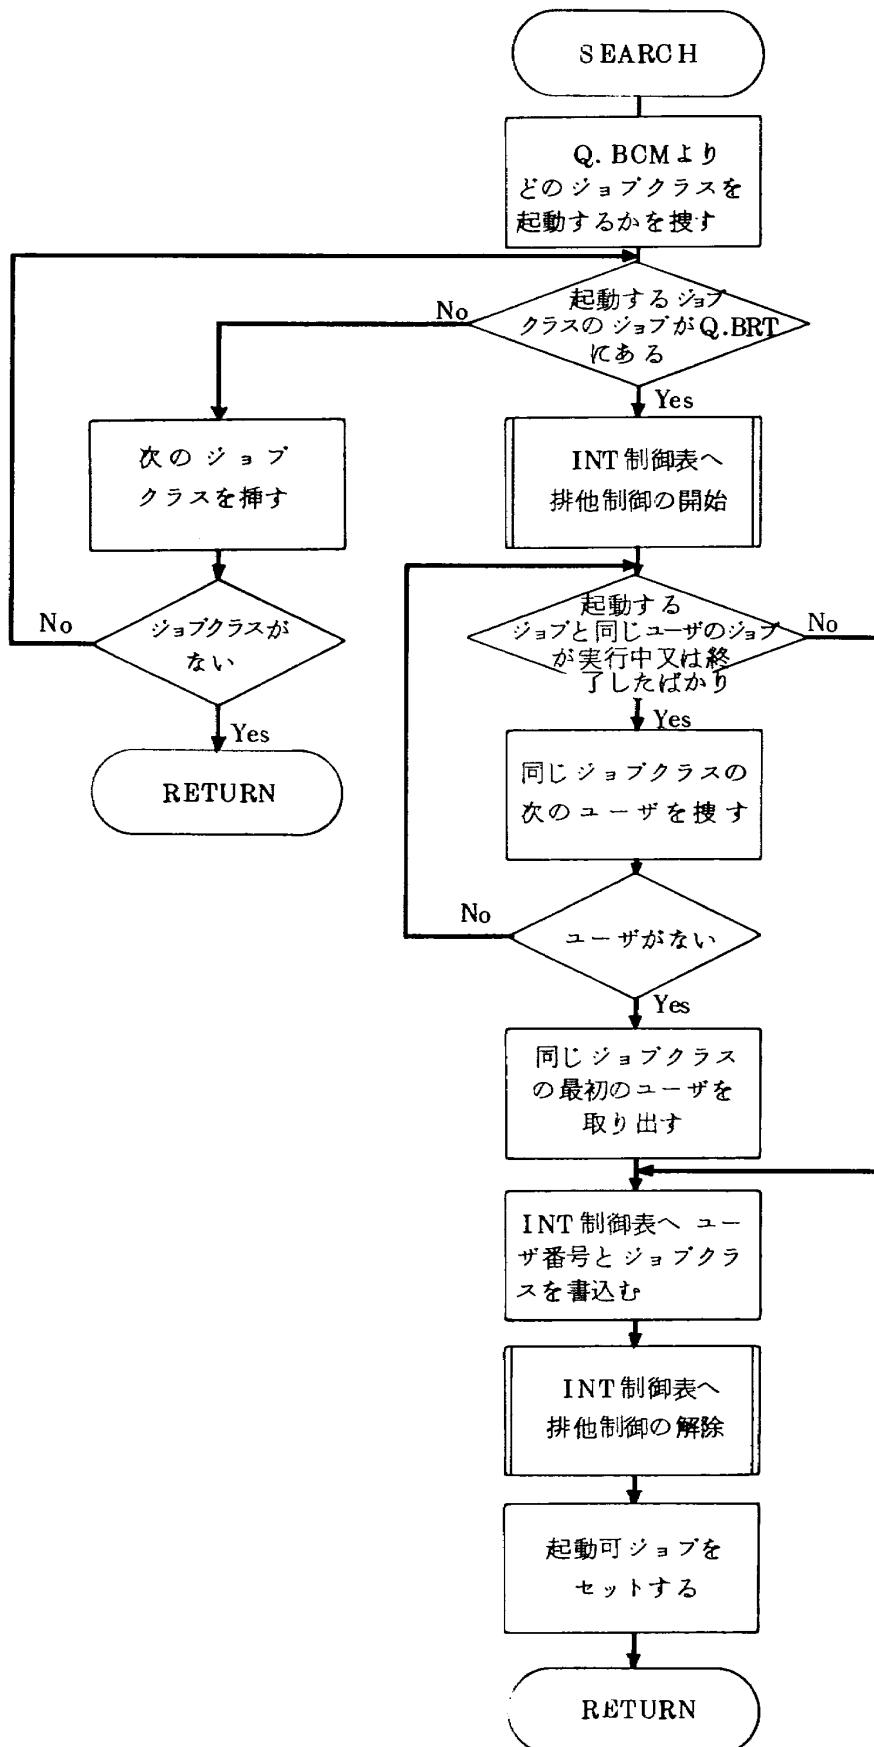 SEARCH
Q. BCMより
どのジョブクラスを
起動するかを捜す
起動するジョブ
クラスのジョブがQ.BRT
にある
No
Yes
次のジョブ
クラスを挿す
INT制御表へ
排他制御の開始
ジョブクラスが
ない
No
Yes
RETURN
起動する
ジョブと同じユーザのジョブ
が実行中又は終
了したばかり
No
Yes
同じジョブクラスの
次のユーザを捜す
ユーザがない
No
Yes
同じジョブクラス
の最初のユーザを
取り出す
INT制御表へ ユー
ザ番号とジョブクラ
スを書込む
INT制御表へ
排他制御の解除
起動可ジョブを
セットする
RETURN